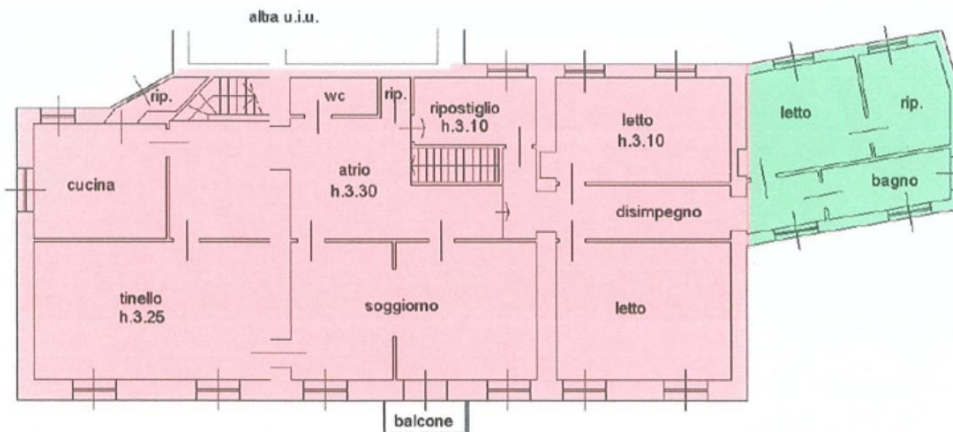 altra u.i.u.
rip.
wc
rip.
ripostiglio
h.3.10
letto
h.3.10
letto
rip.
cucina
atrio
h.3.30
bagno
disimpegno
tinello
h.3.25
soggiorno
letto
balcone